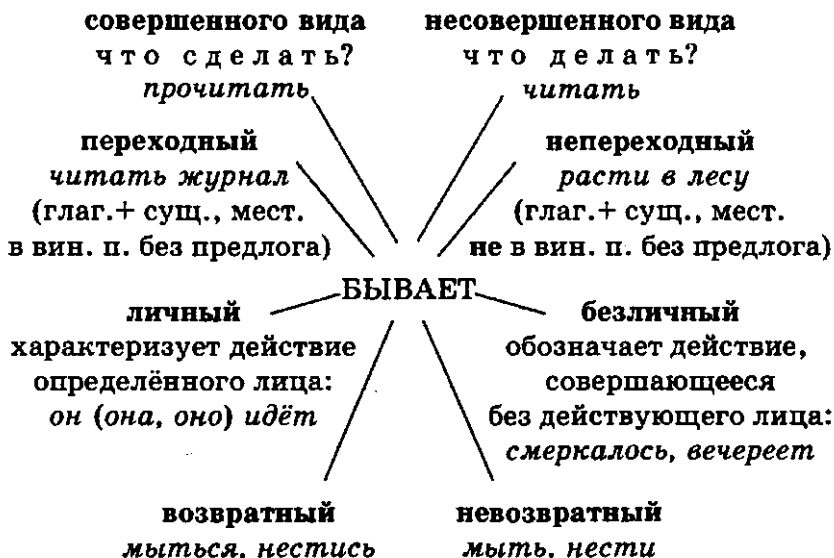 совершенного вида
что сделать?
прочитать
несовершенного вида
что делать?
читать
переходный
читать журнал
(глаг.+ сущ., мест.
в вин. п. без предлога)
непереходный
расти в лесу
(глаг.+ сущ., мест.
не в вин. п. без предлога)
БЫВАЕТ
личный
характеризует действие
определённого лица:
он (она, оно) идёт
безличный
обозначает действие,
совершающееся
без действующего лица:
смеркалось, вечереет
возвратный
мыться, нестись
невозвратный
мыть, нести